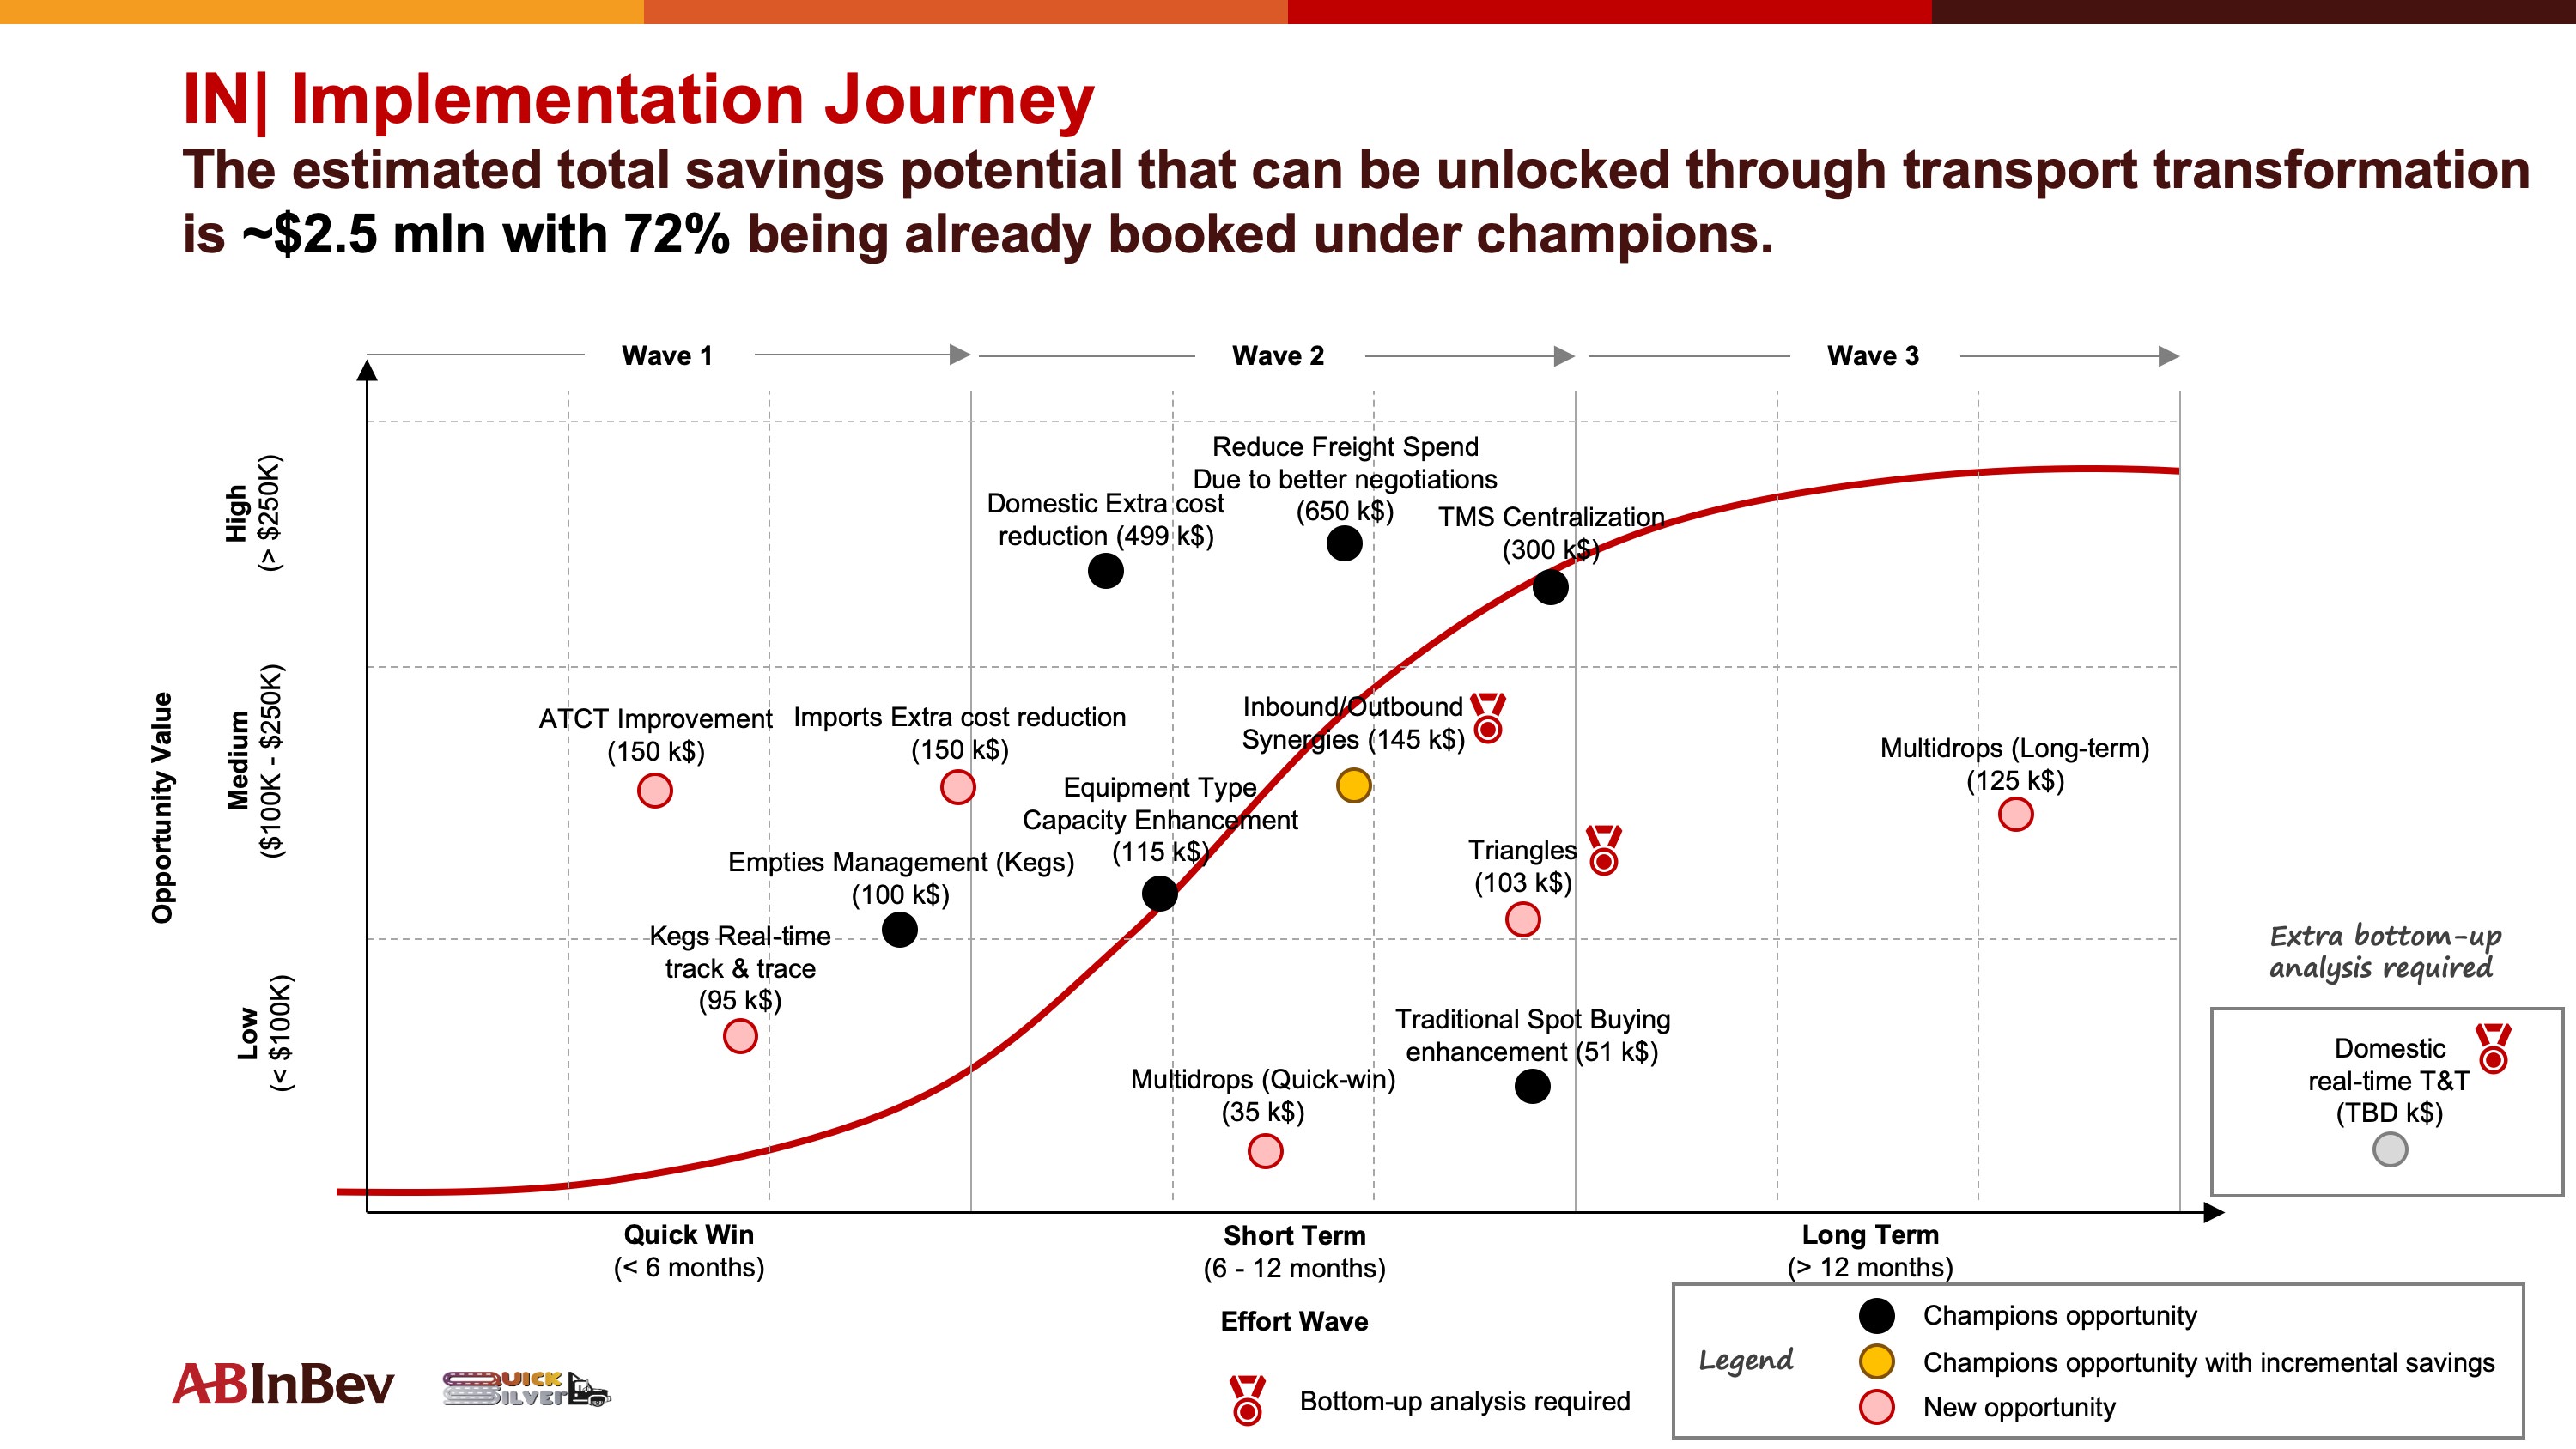 IN| Implementation Journey
The estimated total savings potential that can be unlocked through transport transformation
is ~$2.5 mln with 72% being already booked under champions.
Wave 1
Wave 2
Wave 3
Opportunity Value
High
(> $250K)
Medium
($100K - $250K)
Low
(< $100K)
Reduce Freight Spend
Due to better negotiations
(650 k$)
Domestic Extra cost
reduction (499 k$)
TMS Centralization
(300 k$)
ATCT Improvement
(150 k$)
Imports Extra cost reduction
(150 k$)
Inbound/Outbound
Synergies (145 k$)
Multidrops (Long-term)
(125 k$)
Equipment Type
Capacity Enhancement
(115 k$)
Triangles
(103 k$)
Empties Management (Kegs)
(100 k$)
Kegs Real-time
track & trace
(95 k$)
Traditional Spot Buying
enhancement (51 k$)
Multidrops (Quick-win)
(35 k$)
Extra bottom-up
analysis required
Domestic
real-time T&T
(TBD k$)
Quick Win
(< 6 months)
Short Term
(6 - 12 months)
Long Term
(> 12 months)
Effort Wave
Bottom-up analysis required
Legend
Champions opportunity
Champions opportunity with incremental savings
New opportunity
ABInBev
QUICK
SILVER